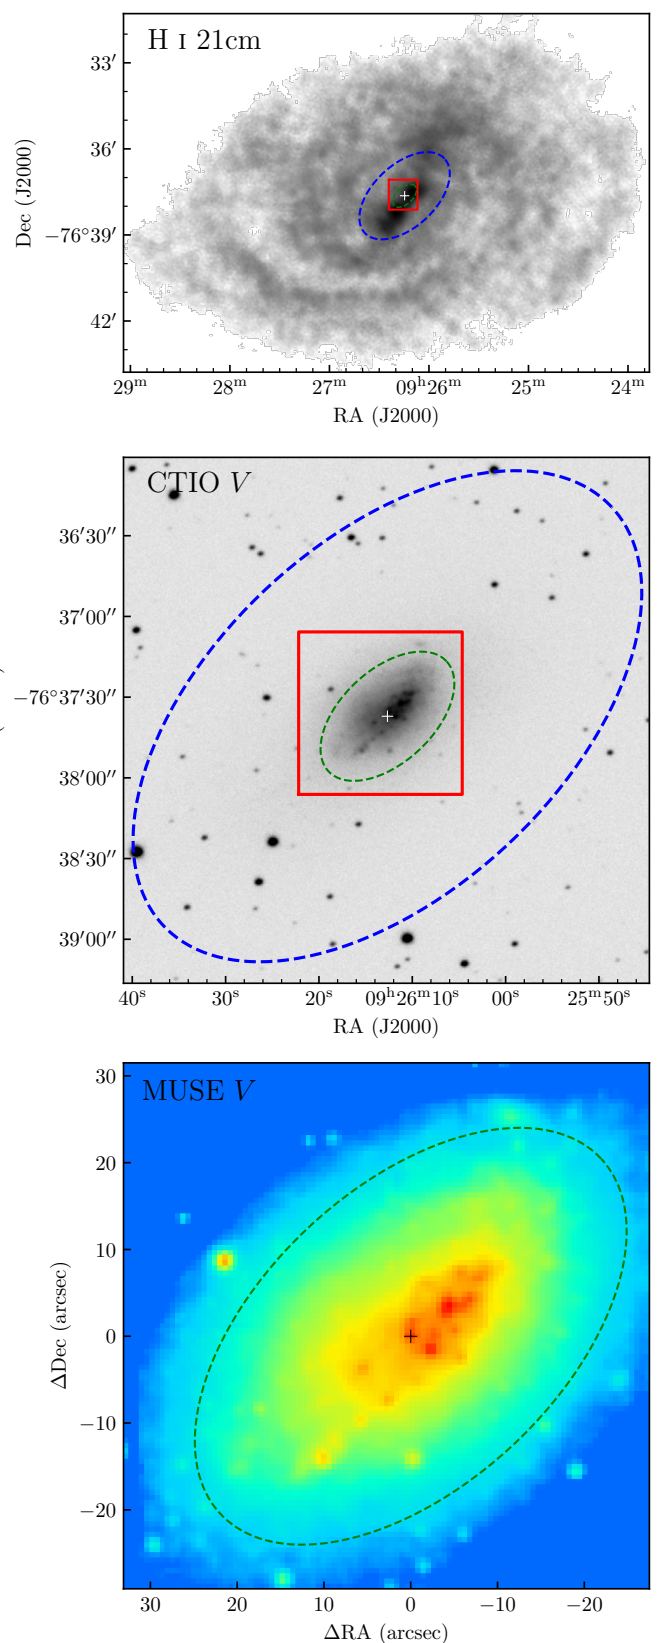 H I 21cm
33′
36′
−76°39′
42′
Dec (J2000)
29ᵐ 28ᵐ 27ᵐ 09ʰ26ᵐ 25ᵐ 24ᵐ
RA (J2000)
CTIO V
36′30″
37′00″
−76°37′30″
38′00″
38′30″
39′00″
40ˢ 30ˢ 20ˢ 09ʰ26ᵐ10ˢ 00ˢ 25ᵐ50ˢ
RA (J2000)
MUSE V
30
20
10
0
−10
−20
ΔDec (arcsec)
30 20 10 0 −10 −20
ΔRA (arcsec)